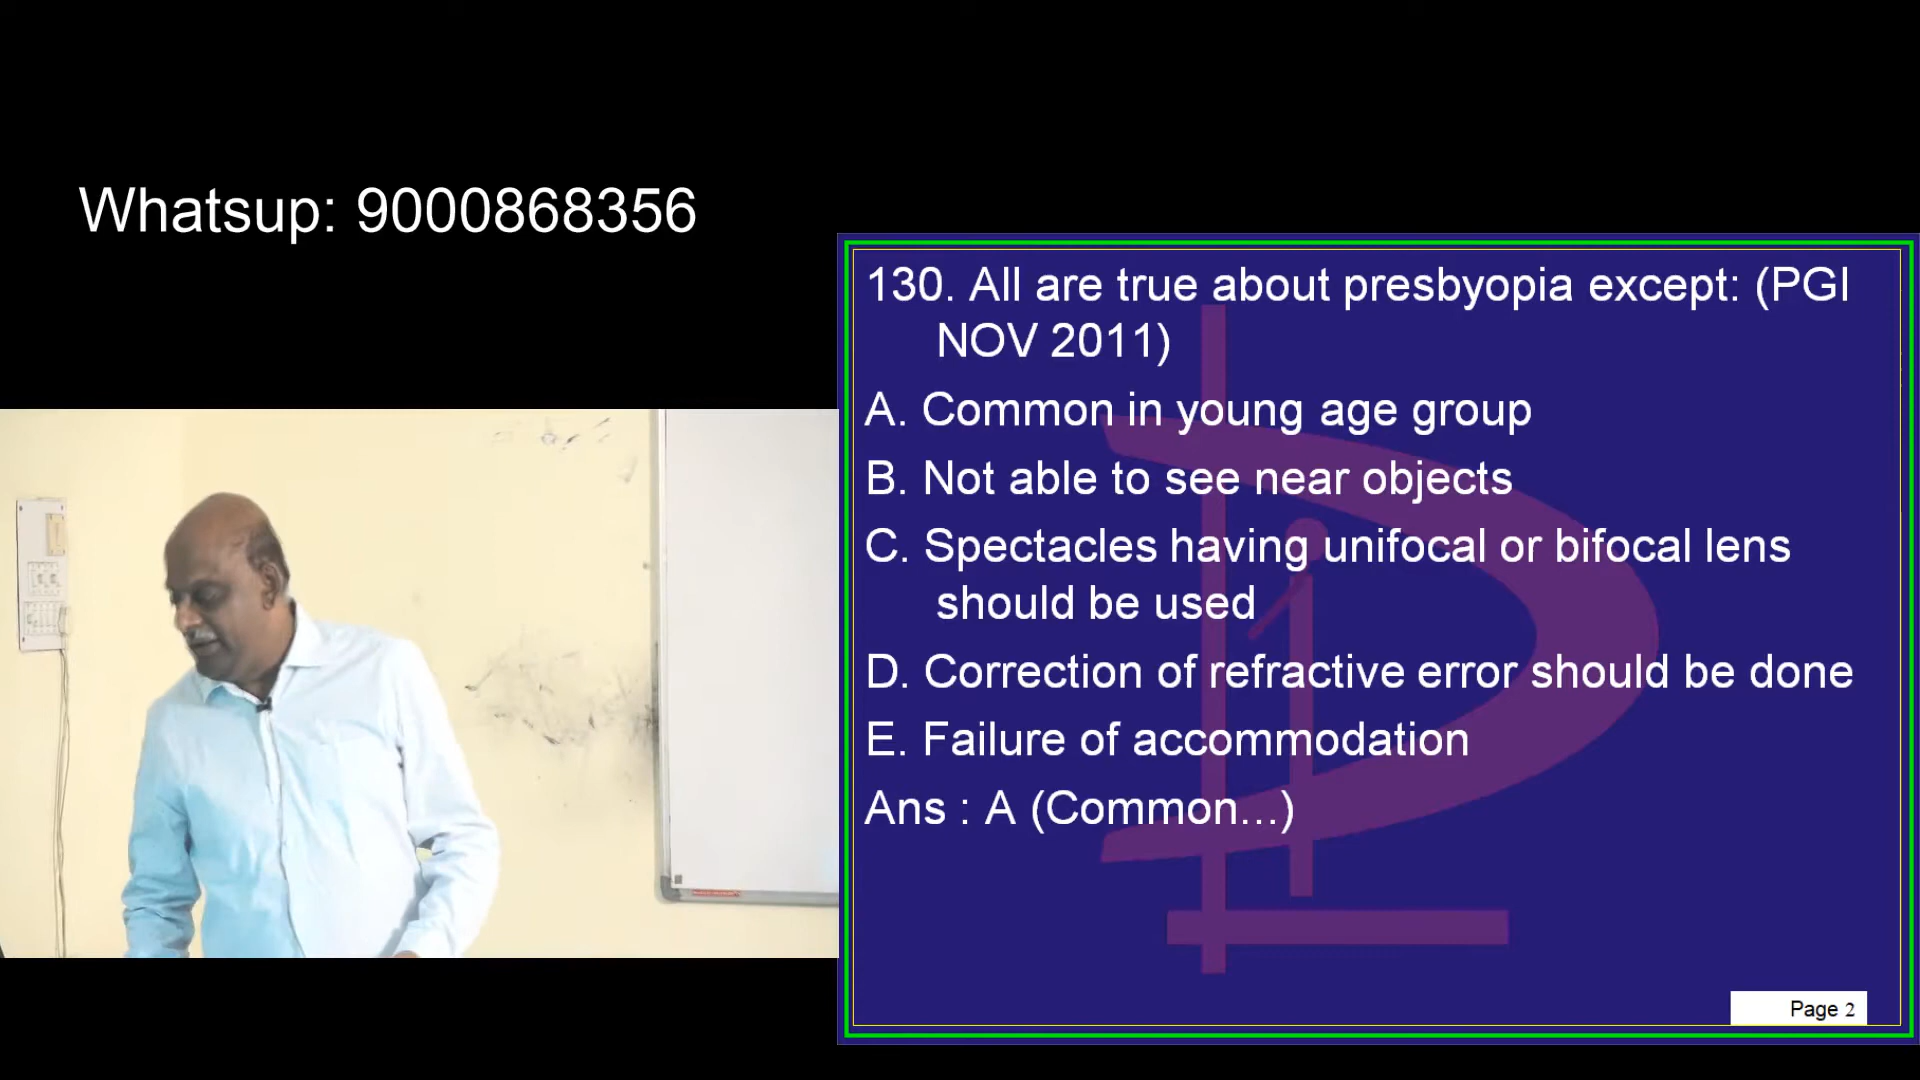 Whatsup: 9000868356
130. All are true about presbyopia except: (PGI
NOV 2011)
A. Common in young age group
B. Not able to see near objects
C. Spectacles having unifocal or bifocal lens
should be used
D. Correction of refractive error should be done
E. Failure of accommodation
Ans : A (Common...)
Page 2